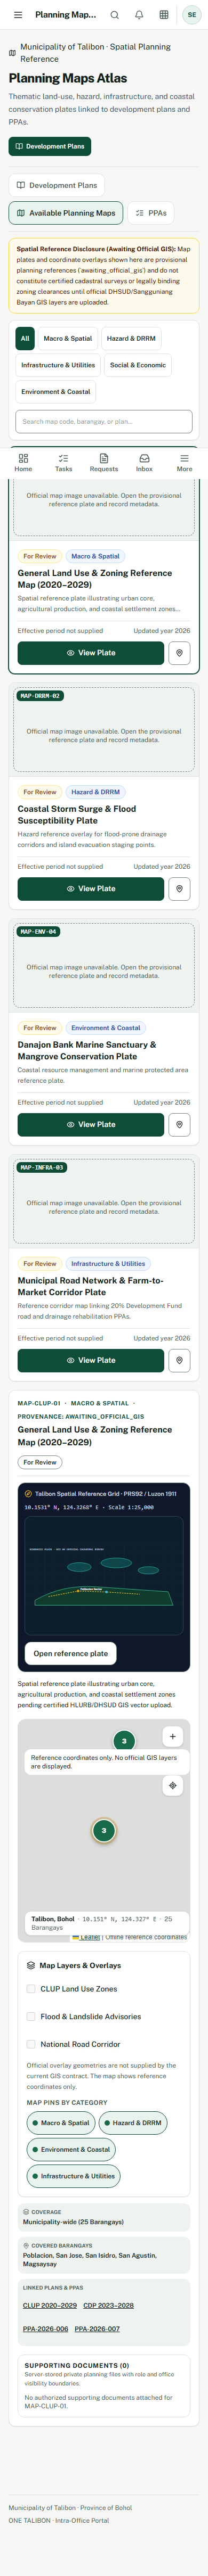 Planning Map...
SE
Municipality of Talibon · Spatial Planning
Reference
Planning Maps Atlas
Thematic land-use, hazard, infrastructure, and coastal
conservation plates linked to development plans and
PPAs.
Development Plans
Development Plans
Available Planning Maps
PPAs
Spatial Reference Disclosure (Awaiting Official GIS): Map
plates and coordinate overlays shown here are provisional
planning references (`awaiting_official_gis`) and do not
constitute certified cadastral surveys or legally binding
zoning clearances until official DHSUD/Sangguniang
Bayan GIS layers are uploaded.
All
Macro & Spatial
Hazard & DRRM
Infrastructure & Utilities
Social & Economic
Environment & Coastal
Search map code, barangay, or plan...
Home
Tasks
Requests
Inbox
More
Official map image unavailable. Open the provisional
reference plate and record metadata.
For Review
Macro & Spatial
General Land Use & Zoning Reference
Map (2020–2029)
Spatial reference plate illustrating urban core,
agricultural production, and coastal settlement zones...
Effective period not supplied
Updated year 2026
View Plate
MAP-DRRM-02
Official map image unavailable. Open the provisional
reference plate and record metadata.
For Review
Hazard & DRRM
Coastal Storm Surge & Flood
Susceptibility Plate
Hazard reference overlay for flood-prone drainage
corridors and island evacuation staging points.
Effective period not supplied
Updated year 2026
View Plate
MAP-ENV-04
Official map image unavailable. Open the provisional
reference plate and record metadata.
For Review
Environment & Coastal
Danajon Bank Marine Sanctuary &
Mangrove Conservation Plate
Coastal resource management and marine protected area
reference plate.
Effective period not supplied
Updated year 2026
View Plate
MAP-INFRA-03
Official map image unavailable. Open the provisional
reference plate and record metadata.
For Review
Infrastructure & Utilities
Municipal Road Network & Farm-to-
Market Corridor Plate
Reference corridor map linking 20% Development Fund
road and drainage rehabilitation PPAs.
Effective period not supplied
Updated year 2026
View Plate
MAP-CLUP-01 · MACRO & SPATIAL ·
PROVENANCE: AWAITING_OFFICIAL_GIS
General Land Use & Zoning Reference
Map (2020–2029)
For Review
Talibon Spatial Reference Grid · PRS92 / Luzon 1911
10.1531° N, 124.3268° E · Scale 1:25,000
Open reference plate
Spatial reference plate illustrating urban core,
agricultural production, and coastal settlement zones
pending certified HLURB/DHSUD GIS vector upload.
3
+
Reference coordinates only. No official GIS layers
are displayed.
3
Talibon, Bohol · 10.151° N, 124.327° E · 25
Barangays
Leaflet | Offline reference coordinates
Map Layers & Overlays
CLUP Land Use Zones
Flood & Landslide Advisories
National Road Corridor
Official overlay geometries are not supplied by the
current GIS contract. The map shows reference
coordinates only.
MAP PINS BY CATEGORY
Macro & Spatial
Hazard & DRRM
Environment & Coastal
Infrastructure & Utilities
COVERAGE
Municipality-wide (25 Barangays)
COVERED BARANGAYS
Poblacion, San Jose, San Isidro, San Agustin,
Magsaysay
LINKED PLANS & PPAS
CLUP 2020–2029
CDP 2023–2028
PPA-2026-006
PPA-2026-007
SUPPORTING DOCUMENTS (0)
Server-stored private planning files with role and office
visibility boundaries.
No authorized supporting documents attached for
MAP-CLUP-01.
Municipality of Talibon · Province of Bohol
ONE TALIBON · Intra-Office Portal